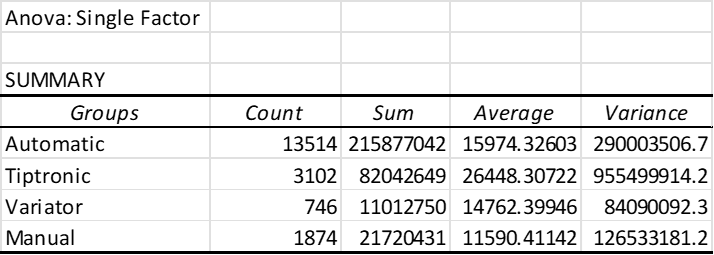 Anova: Single Factor
SUMMARY
Groups Count Sum Average Variance
Automatic 13514 215877042 15974.32603 290003506.7
Tiptronic 3102 82042649 26448.30722 955499914.2
Variator 746 11012750 14762.39946 84090092.3
Manual 1874 21720431 11590.41142 126533181.2